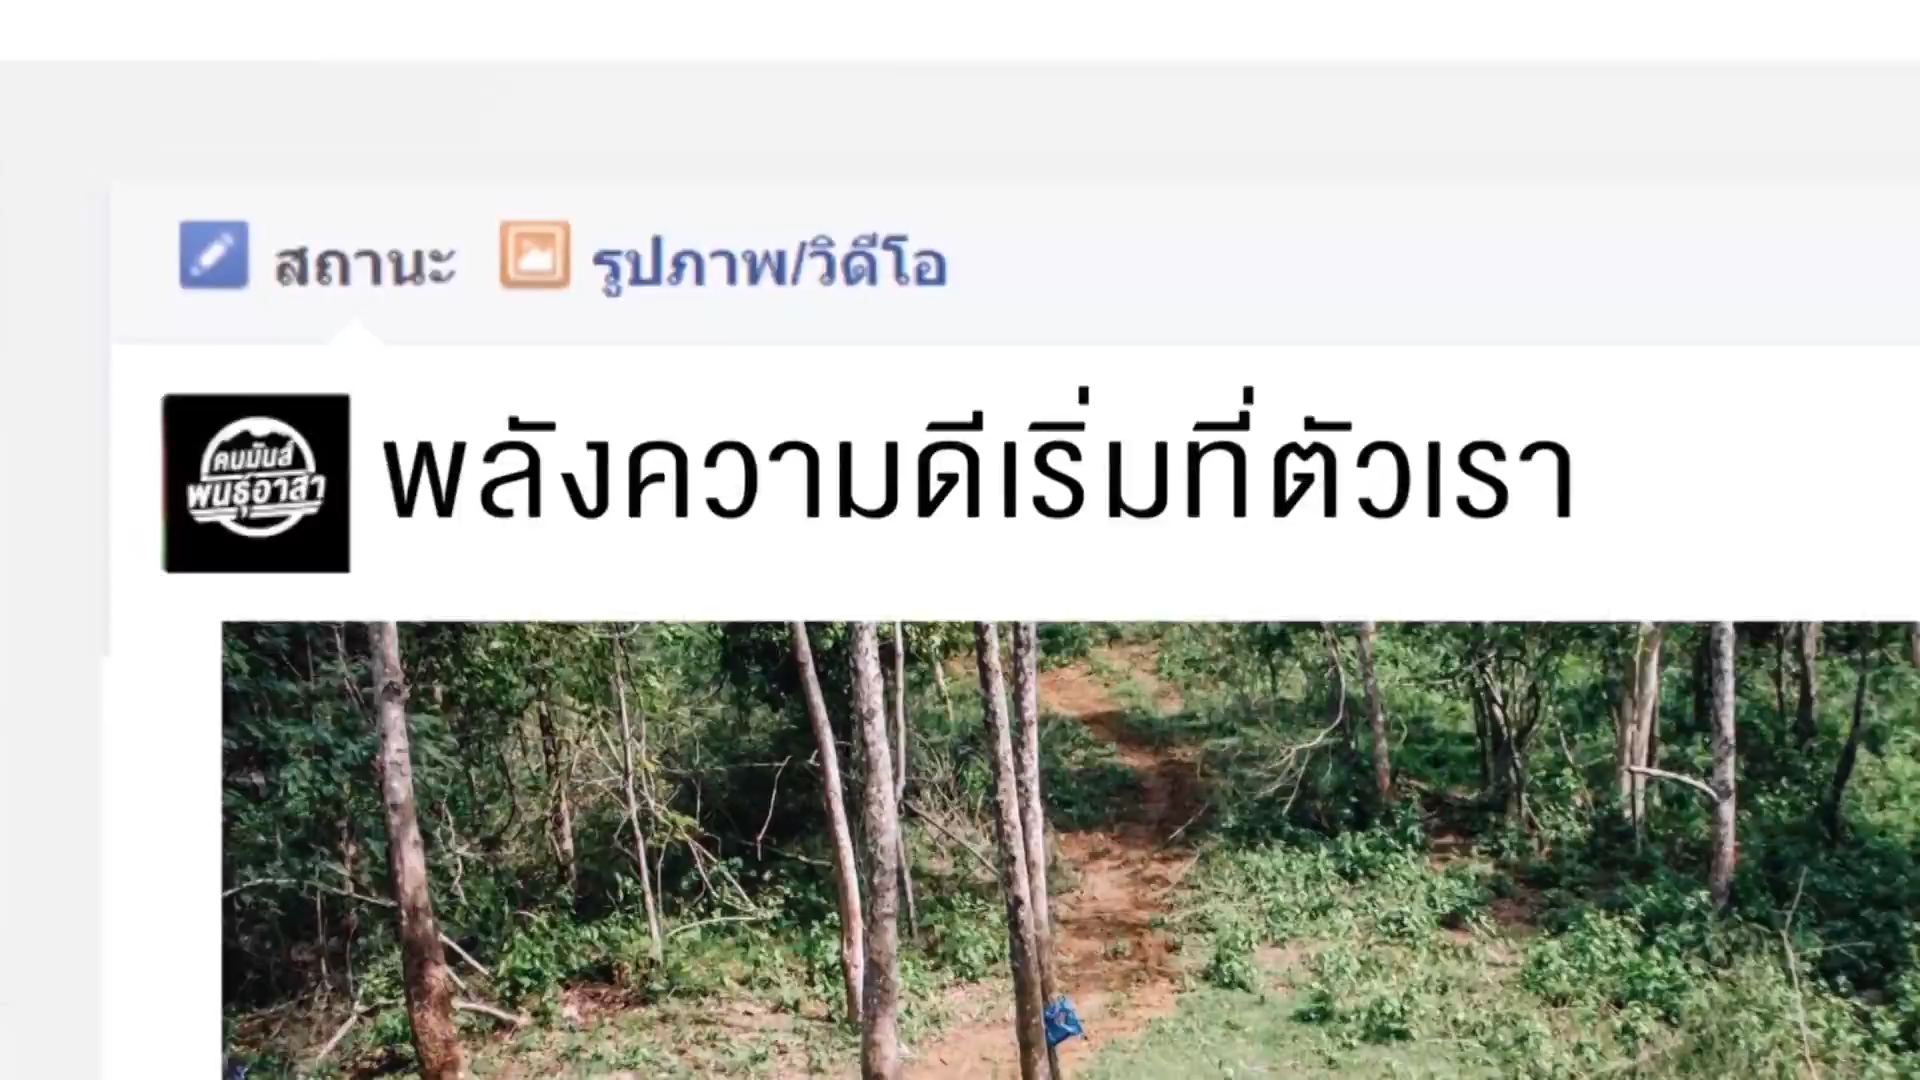 สถานะ รูปภาพ/วิดีโอ
คนมันส์
พันธุ์อาสา
พลังความดีเริ่มที่ตัวเรา